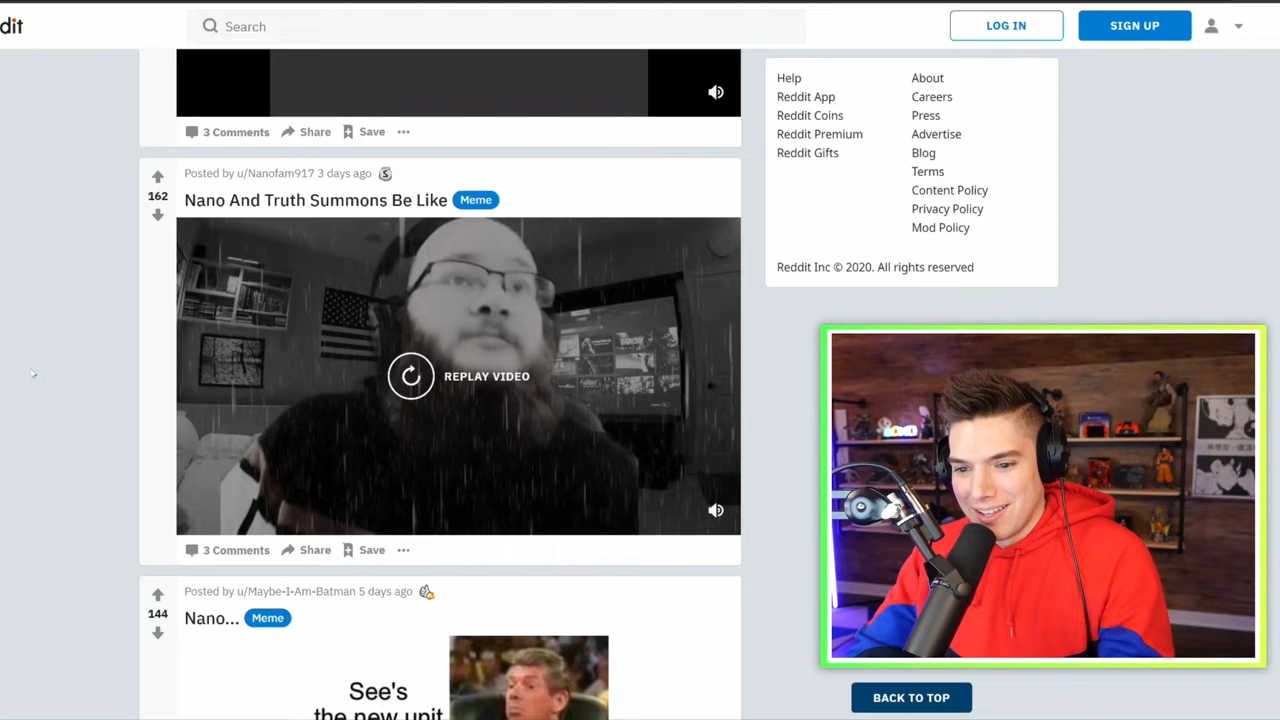 dit
Search
LOG IN
SIGN UP
3 Comments
Share
Save
Posted by u/Nanofam917 3 days ago
162
Nano And Truth Summons Be Like
Meme
REPLAY VIDEO
3 Comments
Share
Save
Posted by u/Maybe-I-Am-Batman 5 days ago
144
Nano...
Meme
See's
the new unit
Help
About
Reddit App
Careers
Reddit Coins
Press
Reddit Premium
Advertise
Reddit Gifts
Blog
Terms
Content Policy
Privacy Policy
Mod Policy
Reddit Inc © 2020. All rights reserved
BACK TO TOP